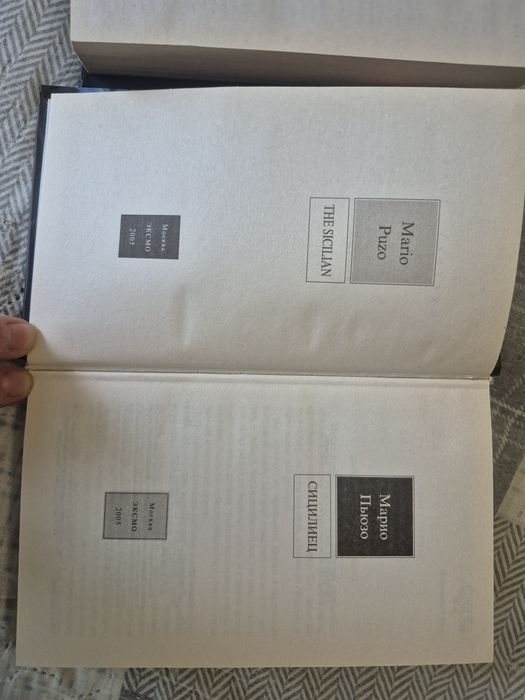 Mario
Puzo
THE SICILIAN
Москва
ЭКСМО
2005
Марио
Пьюзо
СИЦИЛИЕЦ
Москва
ЭКСМО
2005